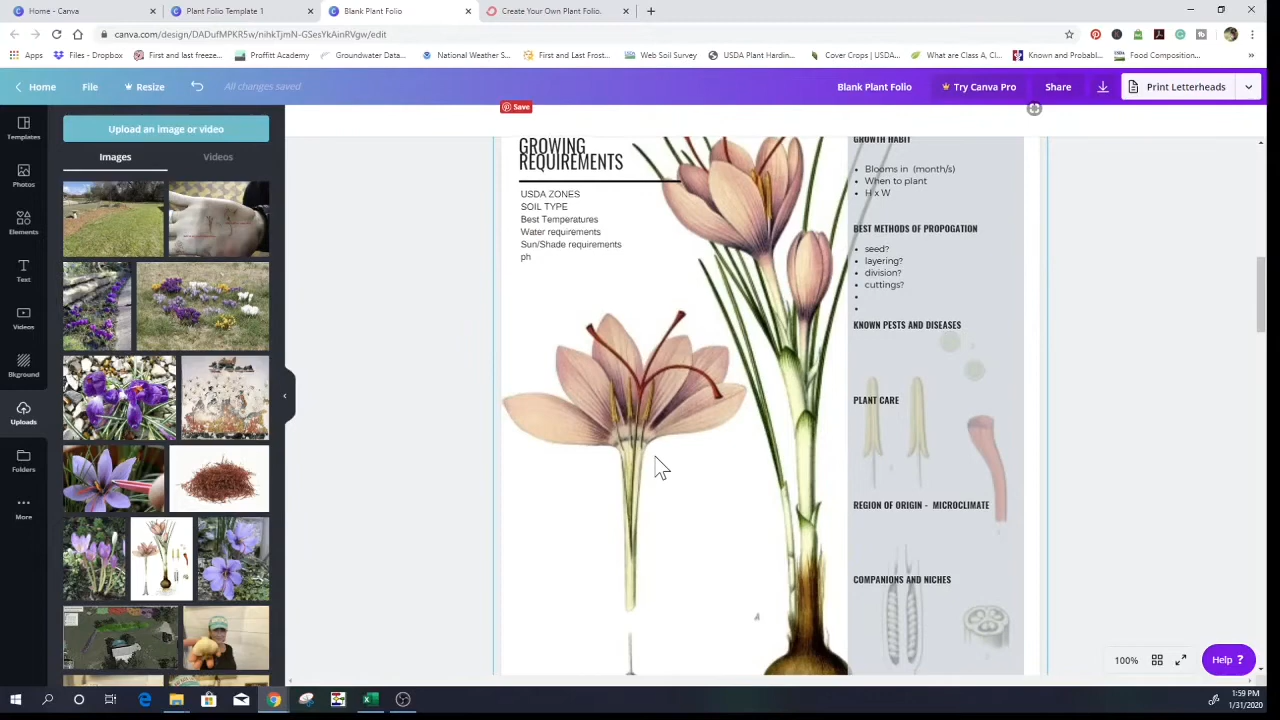 Home - Canva
Plant Folio Template 1
Blank Plant Folio
Create Your Own Plant Folio.
canva.com/design/DADufMPKR5w/nihkTjmN-GSesYkAinRVgw/edit
Apps
Files - Dropbox
First and last freeze...
Proffitt Academy
Groundwater Data...
National Weather S...
First and Last Frost...
Web Soil Survey
USDA Plant Hardin...
Cover Crops (USDA...
What are Class A, Cl...
Known and Probabl...
Food Composition...
Home
File
Resize
All changes saved
Blank Plant Folio
Try Canva Pro
Share
Print Letterheads
Templates
Photos
Elements
Text
Videos
Bkground
Uploads
Folders
More
Upload an image or video
Images
Videos
Save
GROWING
REQUIREMENTS
USDA ZONES
SOIL TYPE
Best Temperatures
Water requirements
Sun/Shade requirements
ph
GROWTH HABIT
• Blooms in (month/s)
• When to plant
• H x W
BEST METHODS OF PROPOGATION
• seed?
• layering?
• division?
• cuttings?
•
•
KNOWN PESTS AND DISEASES
PLANT CARE
REGION OF ORIGIN - MICROCLIMATE
COMPANIONS AND NICHES
100%
Help ?
1:59 PM
1/31/2020